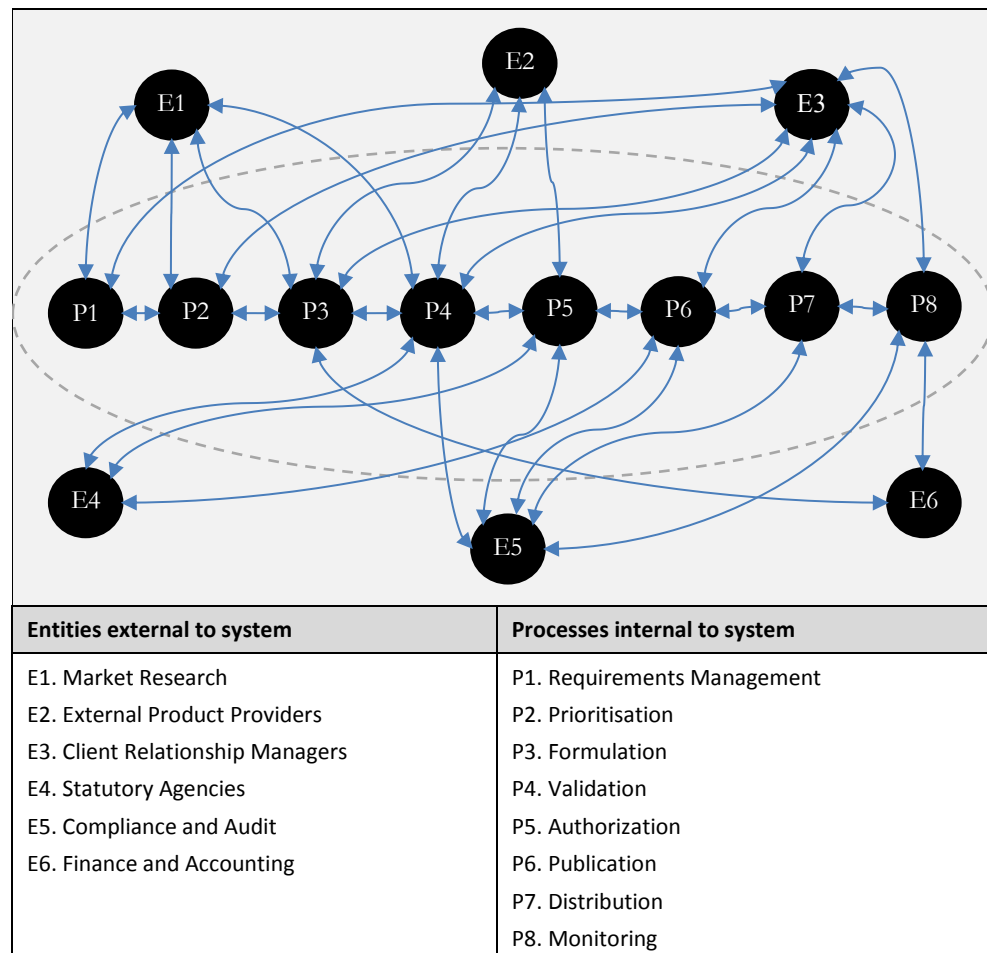 E2
E1
E3
P1
P2
P3
P4
P5
P6
P7
P8
E4
E6
E5
Entities external to system
Processes internal to system
E1. Market Research
E2. External Product Providers
E3. Client Relationship Managers
E4. Statutory Agencies
E5. Compliance and Audit
E6. Finance and Accounting
P1. Requirements Management
P2. Prioritisation
P3. Formulation
P4. Validation
P5. Authorization
P6. Publication
P7. Distribution
P8. Monitoring